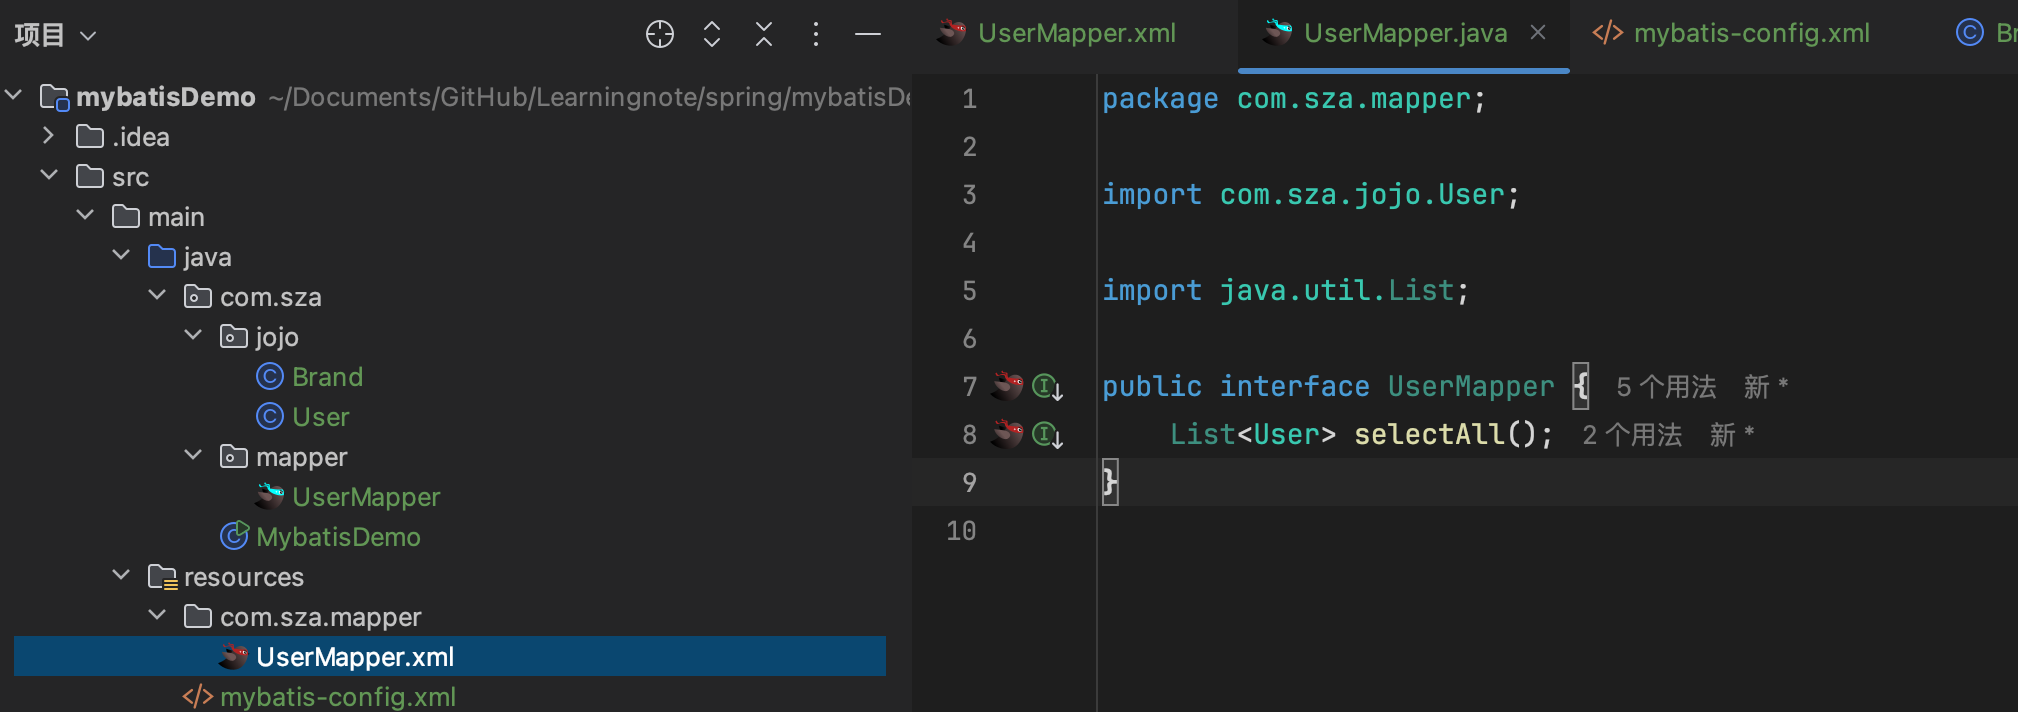 项目
mybatisDemo ~/Documents/GitHub/Learningnote/spring/mybatisDe
.idea
src
main
java
com.sza
jojo
Brand
User
mapper
UserMapper
MybatisDemo
resources
com.sza.mapper
UserMapper.xml
mybatis-config.xml
UserMapper.xml UserMapper.java mybatis-config.xml Br
1 package com.sza.mapper;
2
3 import com.sza.jojo.User;
4
5 import java.util.List;
6
7 public interface UserMapper { 5 个用法 新 *
8 List<User> selectAll(); 2 个用法 新 *
9 }
10